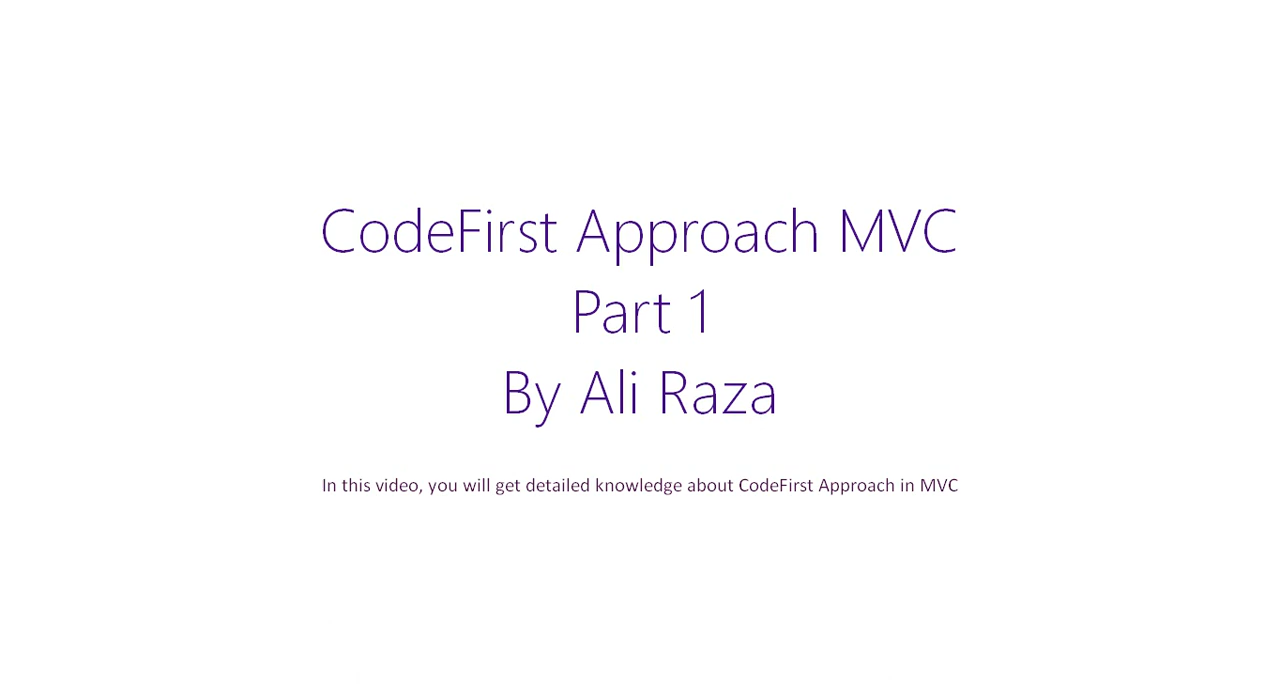 CodeFirst Approach MVC
Part 1
By Ali Raza
In this video, you will get detailed knowledge about CodeFirst Approach in MVC